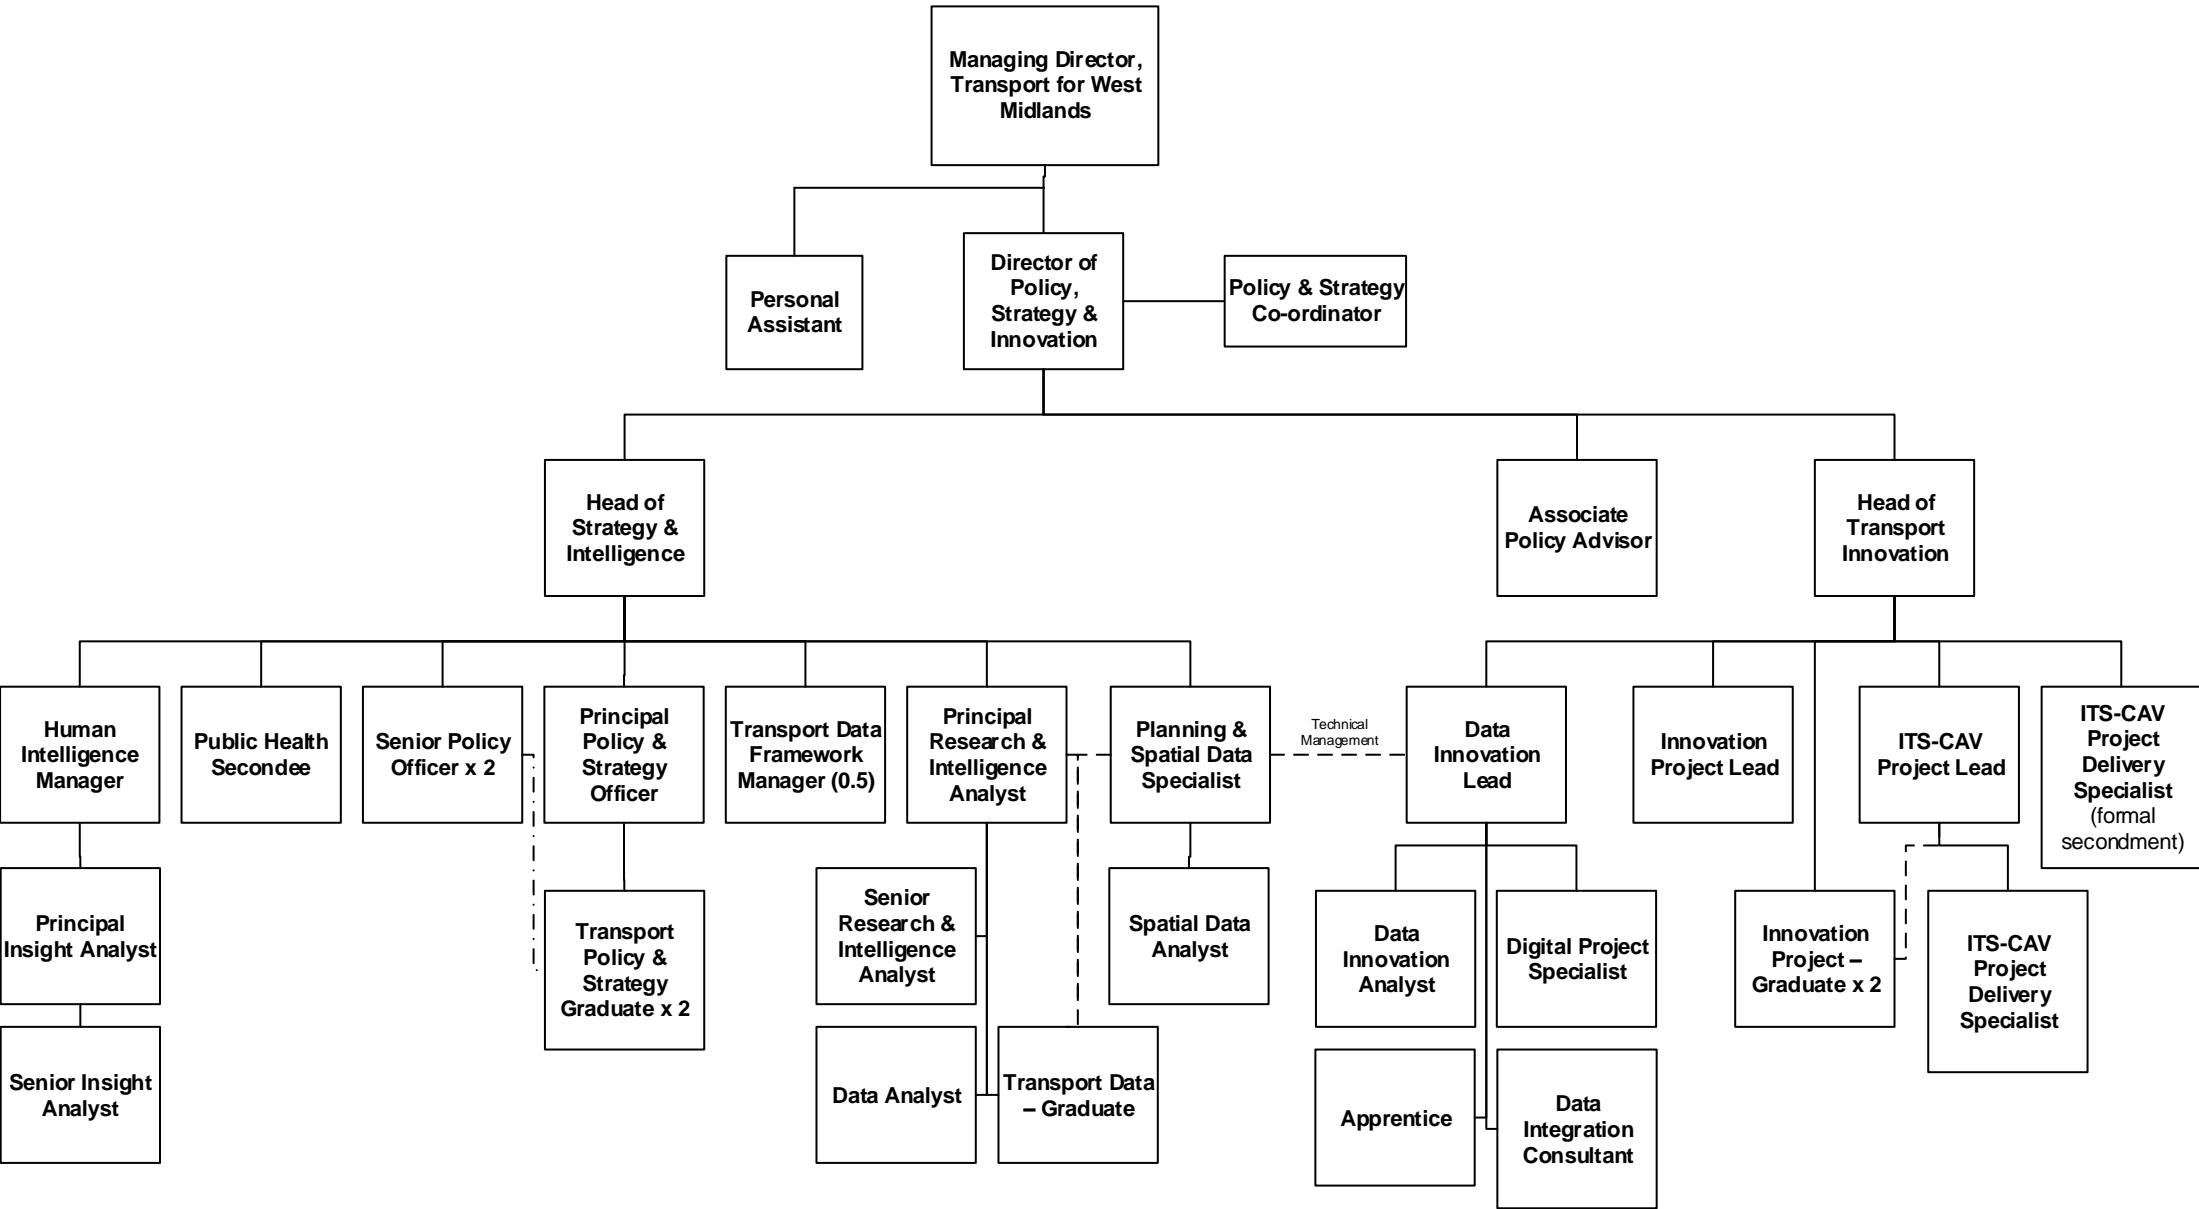 Managing Director,
Transport for West
Midlands
Personal
Assistant
Director of
Policy,
Strategy &
Innovation
Policy & Strategy
Co-ordinator
Head of
Strategy &
Intelligence
Associate
Policy Advisor
Head of
Transport
Innovation
Human
Intelligence
Manager
Public Health
Secondee
Senior Policy
Officer x 2
Principal
Policy &
Strategy
Officer
Transport Data
Framework
Manager (0.5)
Principal
Research &
Intelligence
Analyst
Planning &
Spatial Data
Specialist
Technical
Management
Data
Innovation
Lead
Innovation
Project Lead
ITS-CAV
Project Lead
ITS-CAV
Project
Delivery
Specialist
(formal
secondment)
Principal
Insight Analyst
Transport
Policy &
Strategy
Graduate x 2
Senior
Research &
Intelligence
Analyst
Spatial Data
Analyst
Data
Innovation
Analyst
Digital Project
Specialist
Innovation
Project –
Graduate x 2
ITS-CAV
Project
Delivery
Specialist
Senior Insight
Analyst
Data Analyst
Transport Data
– Graduate
Apprentice
Data
Integration
Consultant